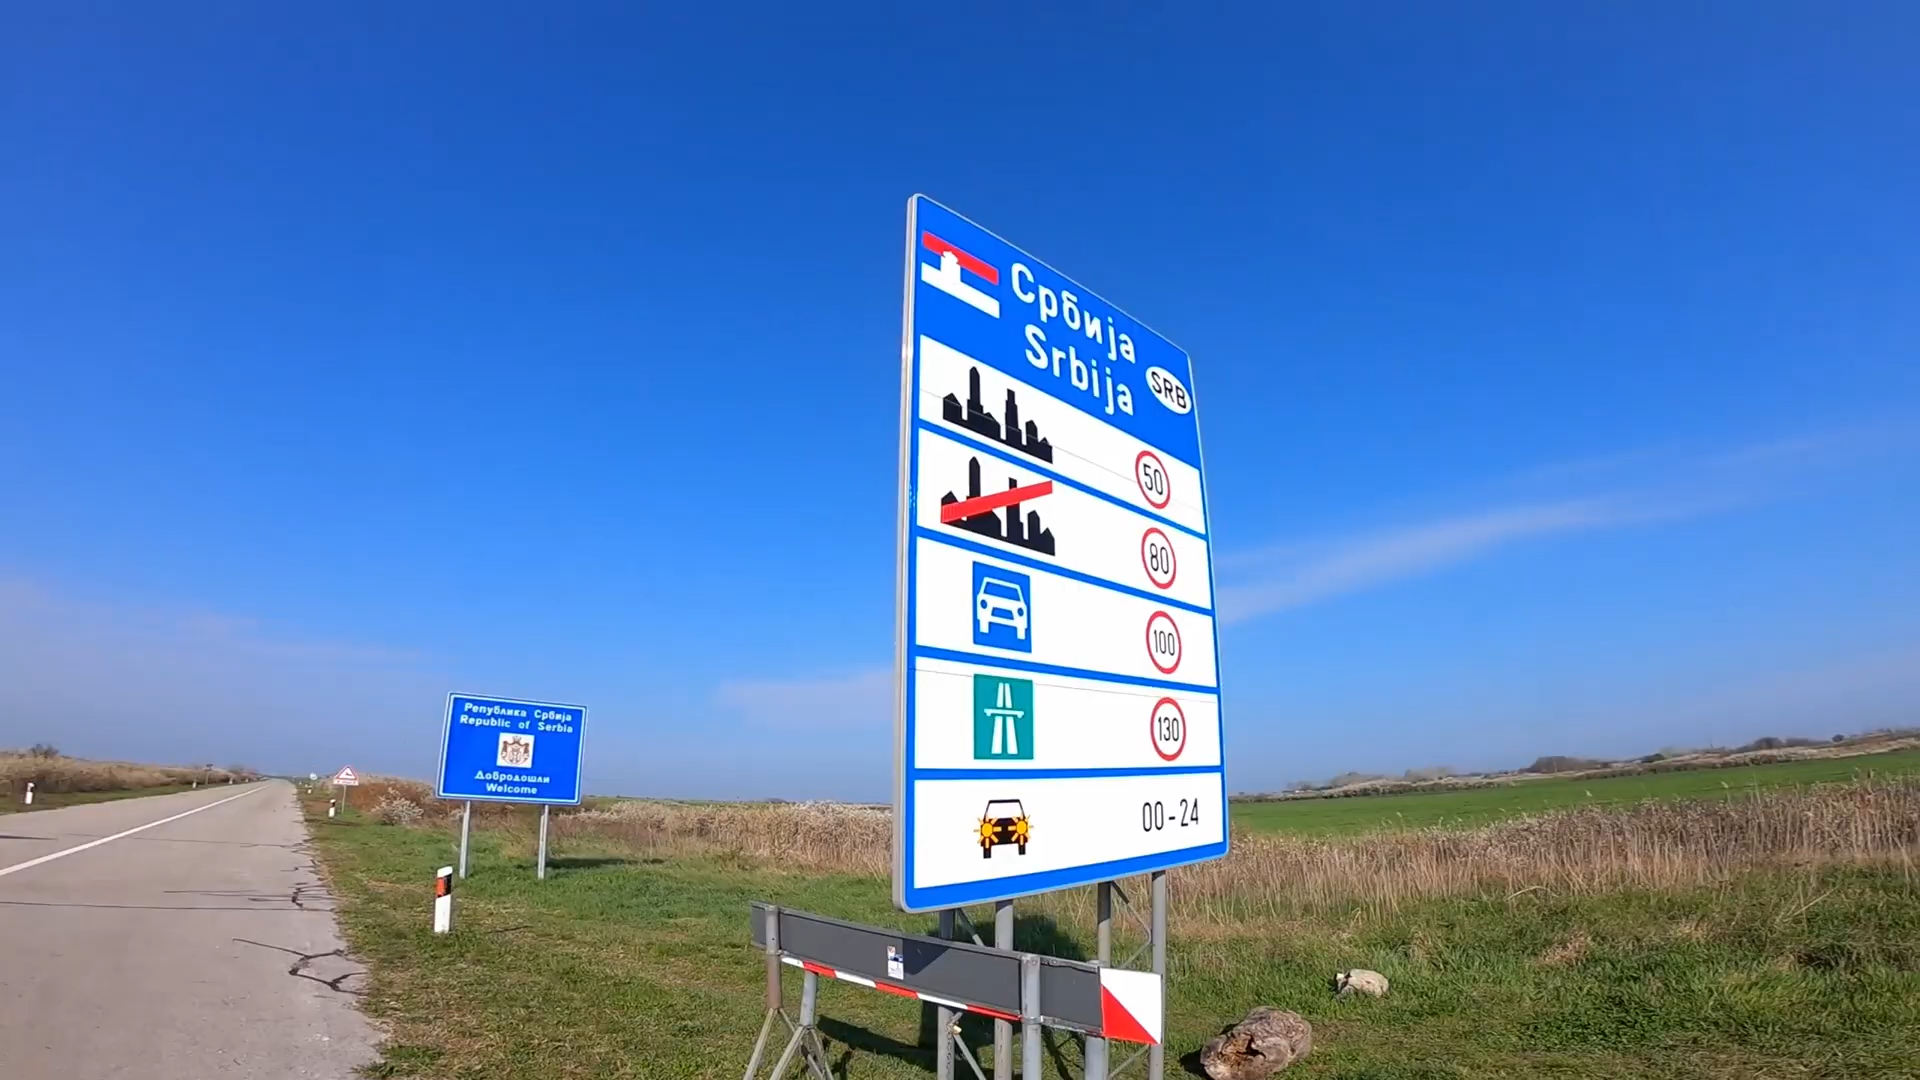 Србија
Srbija
SRB
50
80
100
130
00-24
Република Србија
Republic of Serbia
Добродошли
Welcome